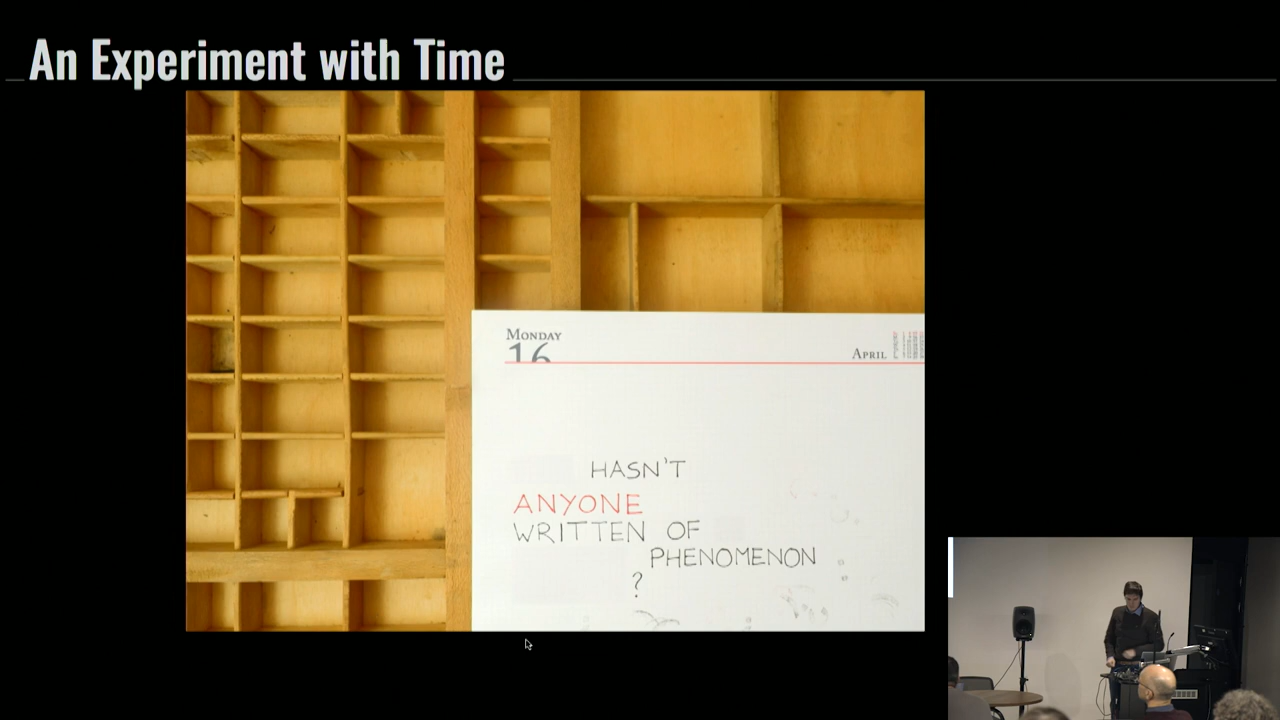 An Experiment with Time
MONDAY
16
APRIL
HASN'T
ANYONE
WRITTEN OF
PHENOMENON
?